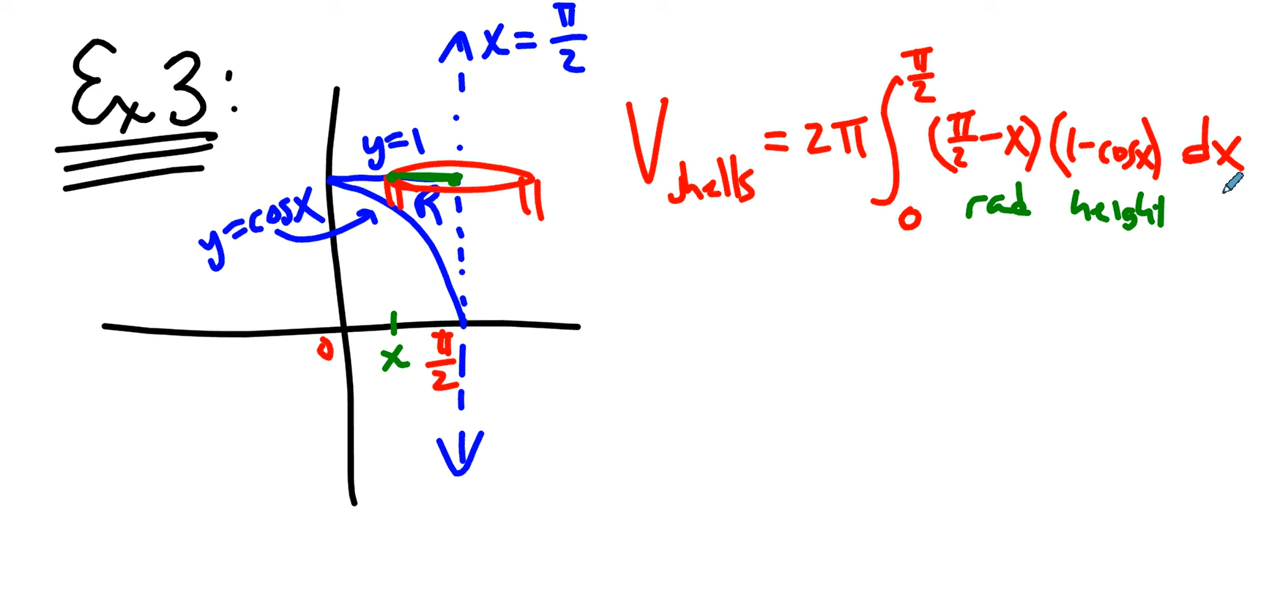 Ex 3:
x = π/2
y=1
y=cosx
R
0
x
π/2
V shells = 2π ∫₀^{π/2} (π/2 - x)(1-cosx) dx
rad height